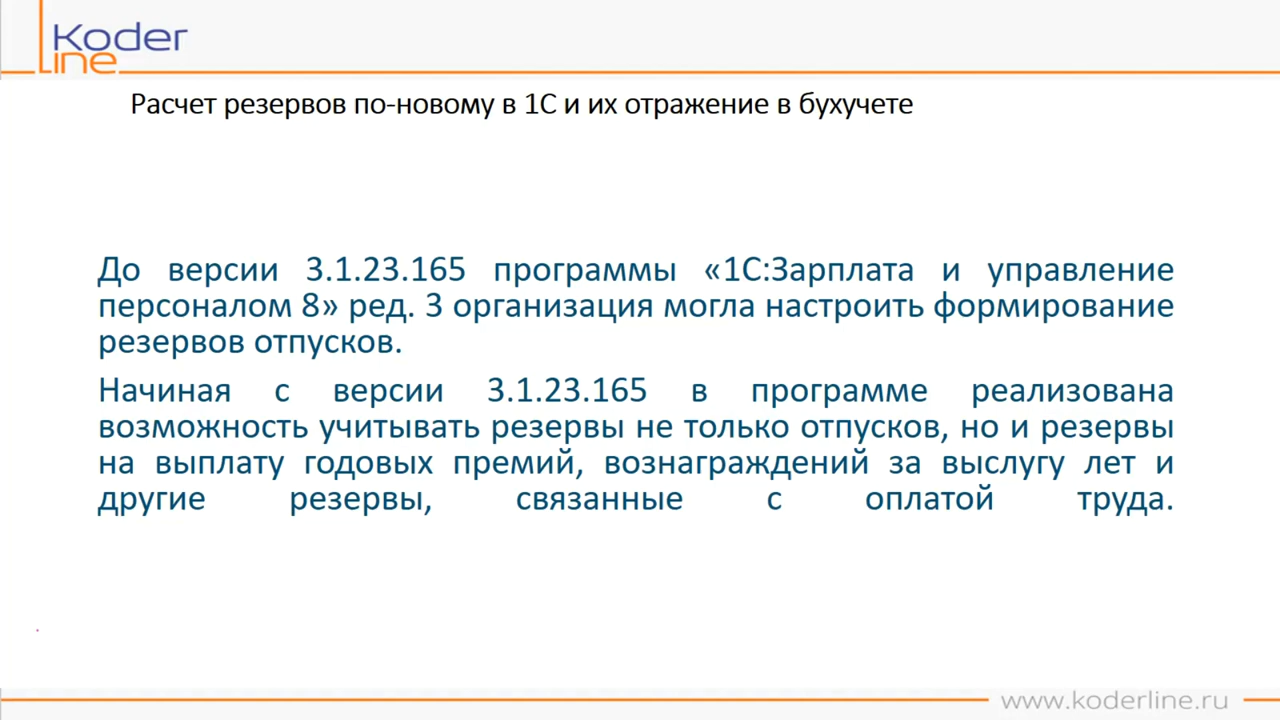 Koder
line
Расчет резервов по-новому в 1С и их отражение в бухучете
До версии 3.1.23.165 программы «1С:Зарплата и управление
персоналом 8» ред. 3 организация могла настроить формирование
резервов отпусков.
Начиная с версии 3.1.23.165 в программе реализована
возможность учитывать резервы не только отпусков, но и резервы
на выплату годовых премий, вознаграждений за выслугу лет и
другие резервы, связанные с оплатой труда.
www.koderline.ru